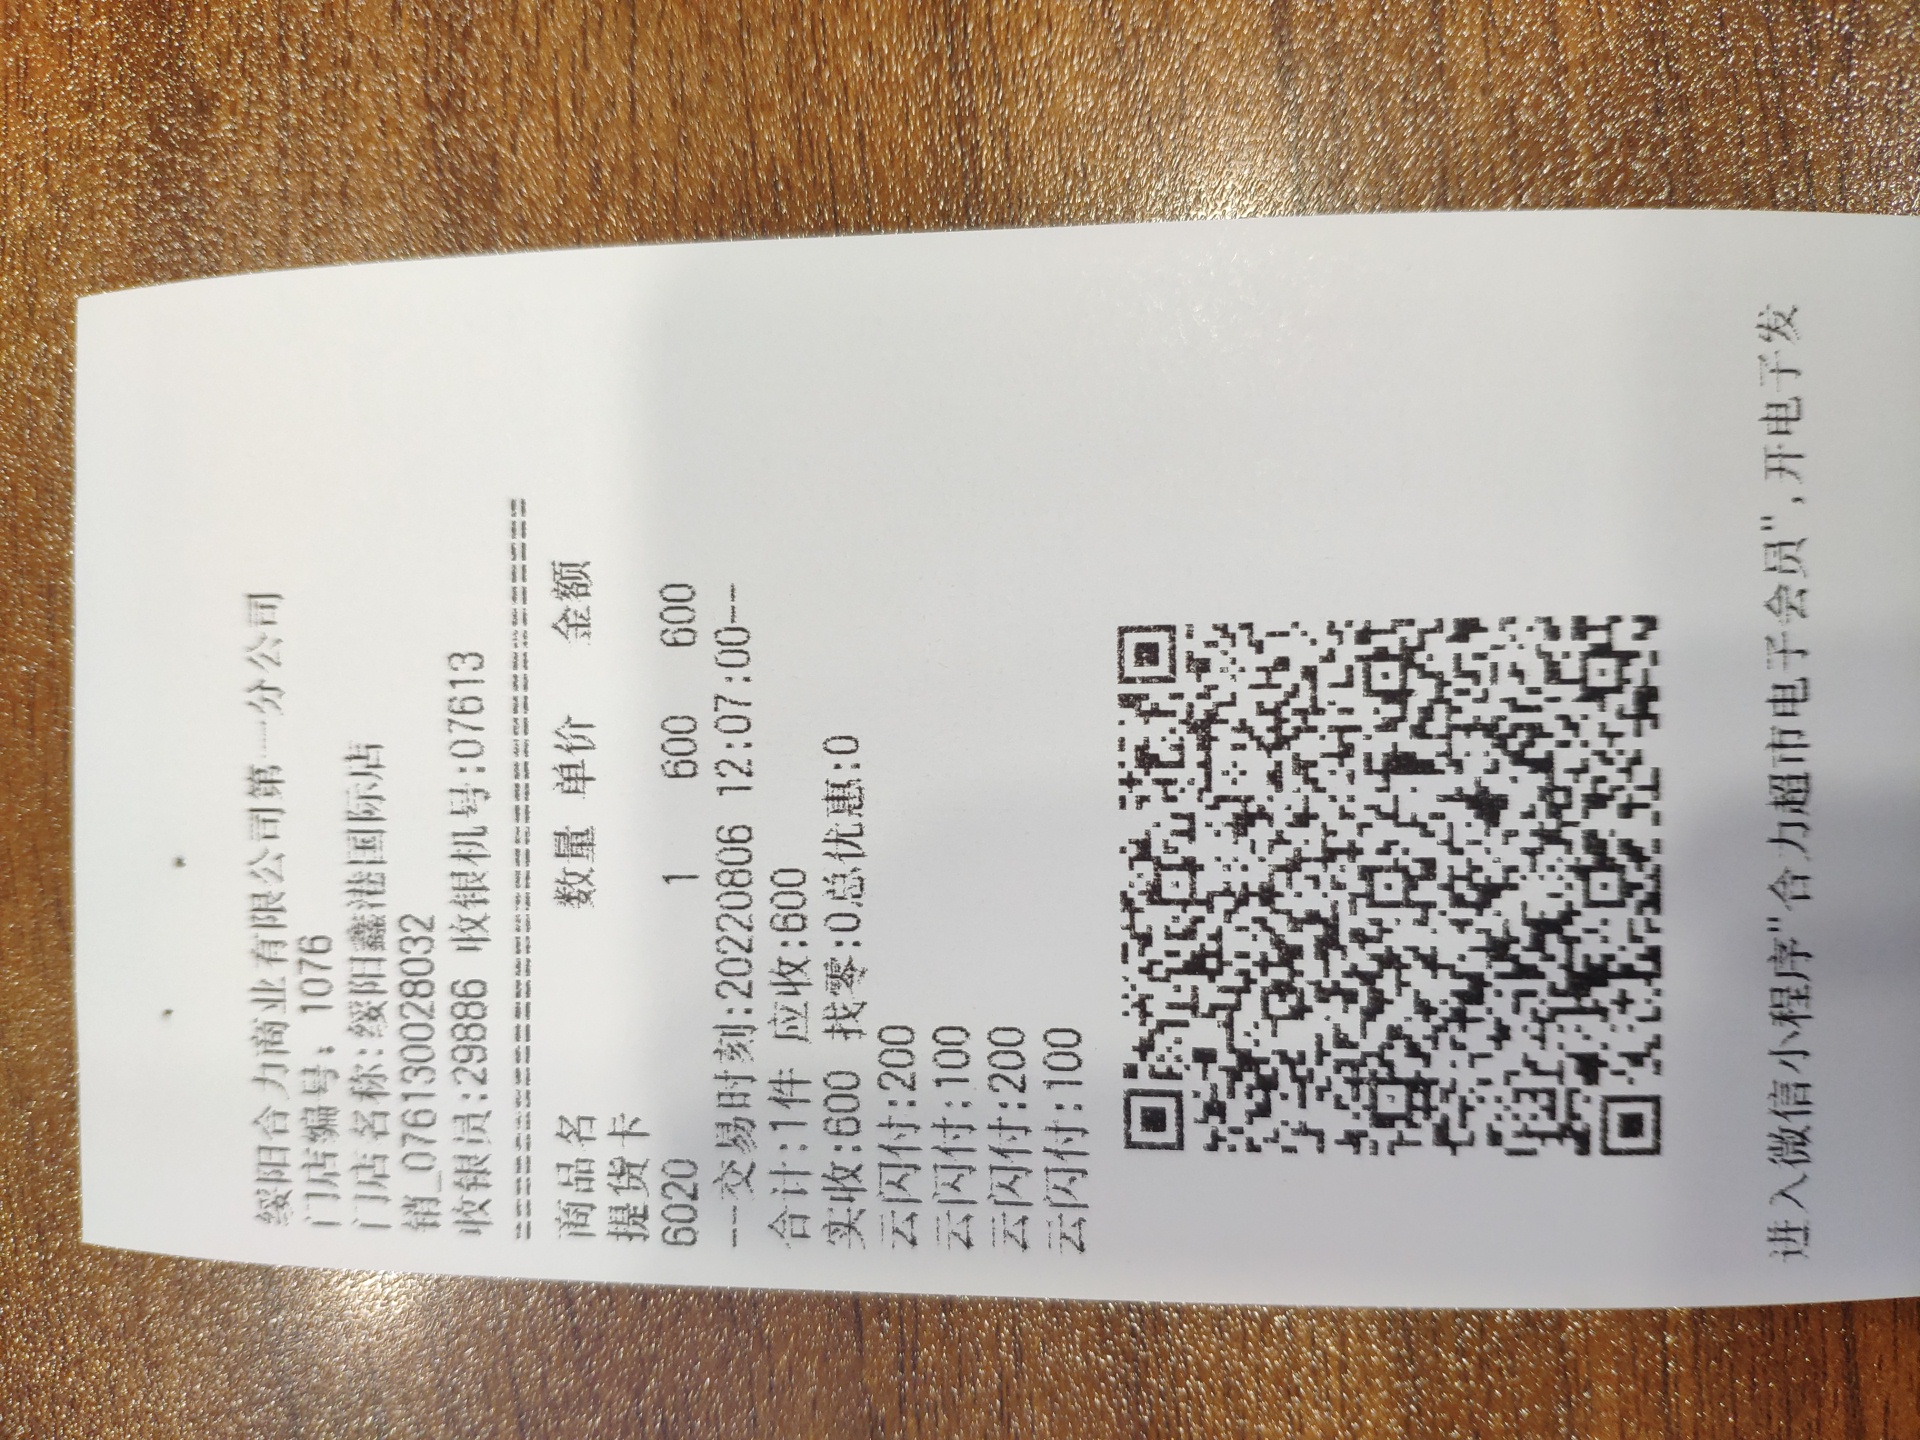 绥阳合力商业有限公司第一分公司
门店编号: 1076
门店名称:绥阳鑫港国际店
销_0761300028032
收银员:29886 收银机号:07613
==============================
商品名 数量 单价 金额
提货卡
6020 1 600 600
--交易时刻:20220806 12:07:00--
合计:1件 应收:600
实收:600 找零:0总优惠:0
云闪付:200
云闪付:100
云闪付:200
云闪付:100
进入微信小程序"合力超市电子会员",开电子发